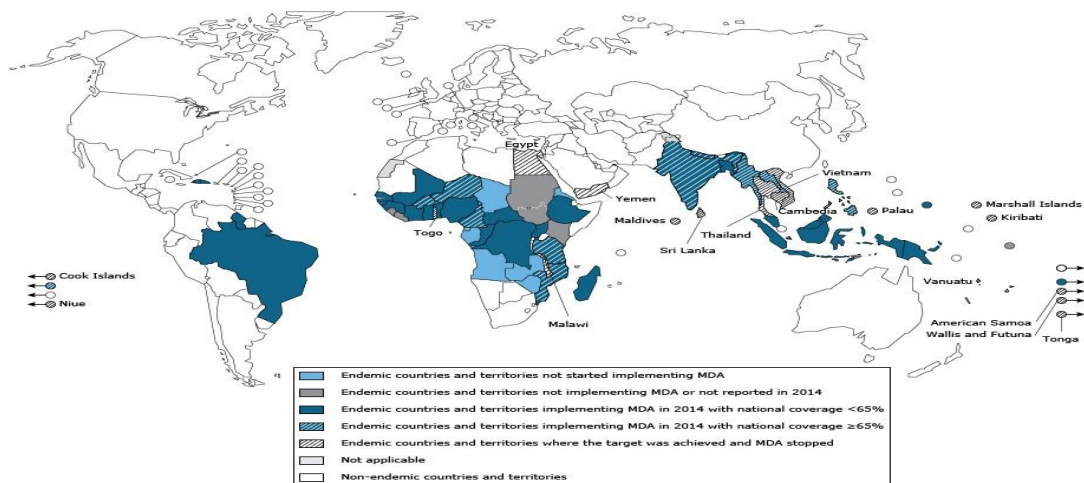 Egypt
Vietnam
Yemen
Maldives
Cambodia
Palau
Marshall Islands
Kiribati
Togo
Thailand
Sri Lanka
Cook Islands
Niue
Vanuatu
Malawi
American Samoa
Wallis and Futuna
Tonga
Endemic countries and territories not started implementing MDA
Endemic countries and territories not implementing MDA or not reported in 2014
Endemic countries and territories implementing MDA in 2014 with national coverage <65%
Endemic countries and territories implementing MDA in 2014 with national coverage ≥65%
Endemic countries and territories where the target was achieved and MDA stopped
Not applicable
Non-endemic countries and territories